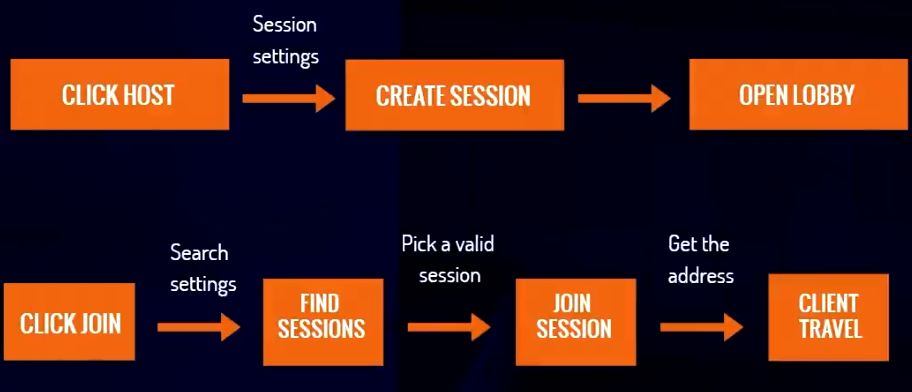 Session
settings
CLICK HOST
CREATE SESSION
OPEN LOBBY
Search
settings
Pick a valid
session
Get the
address
CLICK JOIN
FIND
SESSIONS
JOIN
SESSION
CLIENT
TRAVEL